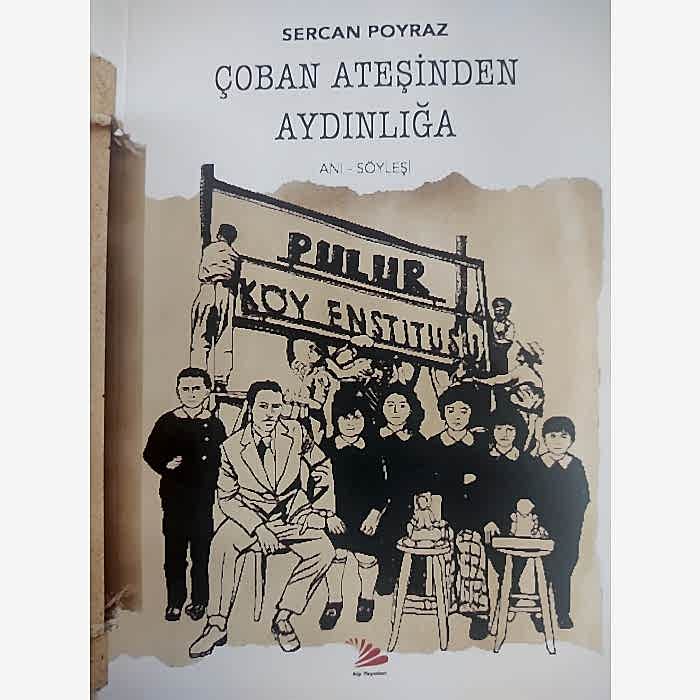 SERCAN POYRAZ
ÇOBAN ATEŞİNDEN
AYDINLIĞA
ANI - SÖYLEŞİ
PULUR
KÖY ENSTİTÜSÜ